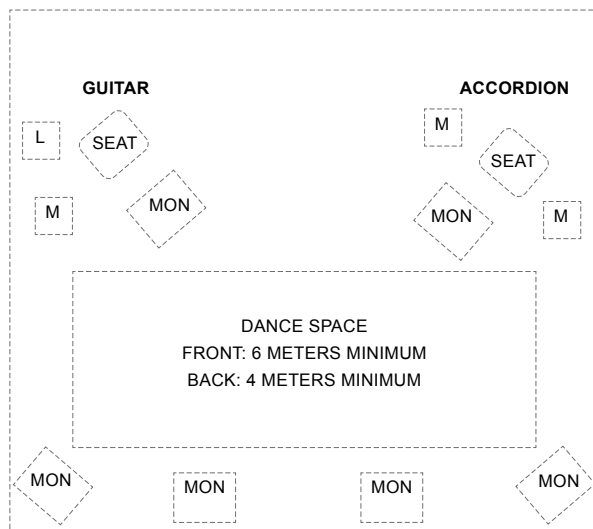 GUITAR
ACCORDION
L
SEAT
M
MON
M
SEAT
MON
M
DANCE SPACE
FRONT: 6 METERS MINIMUM
BACK: 4 METERS MINIMUM
MON
MON
MON
MON